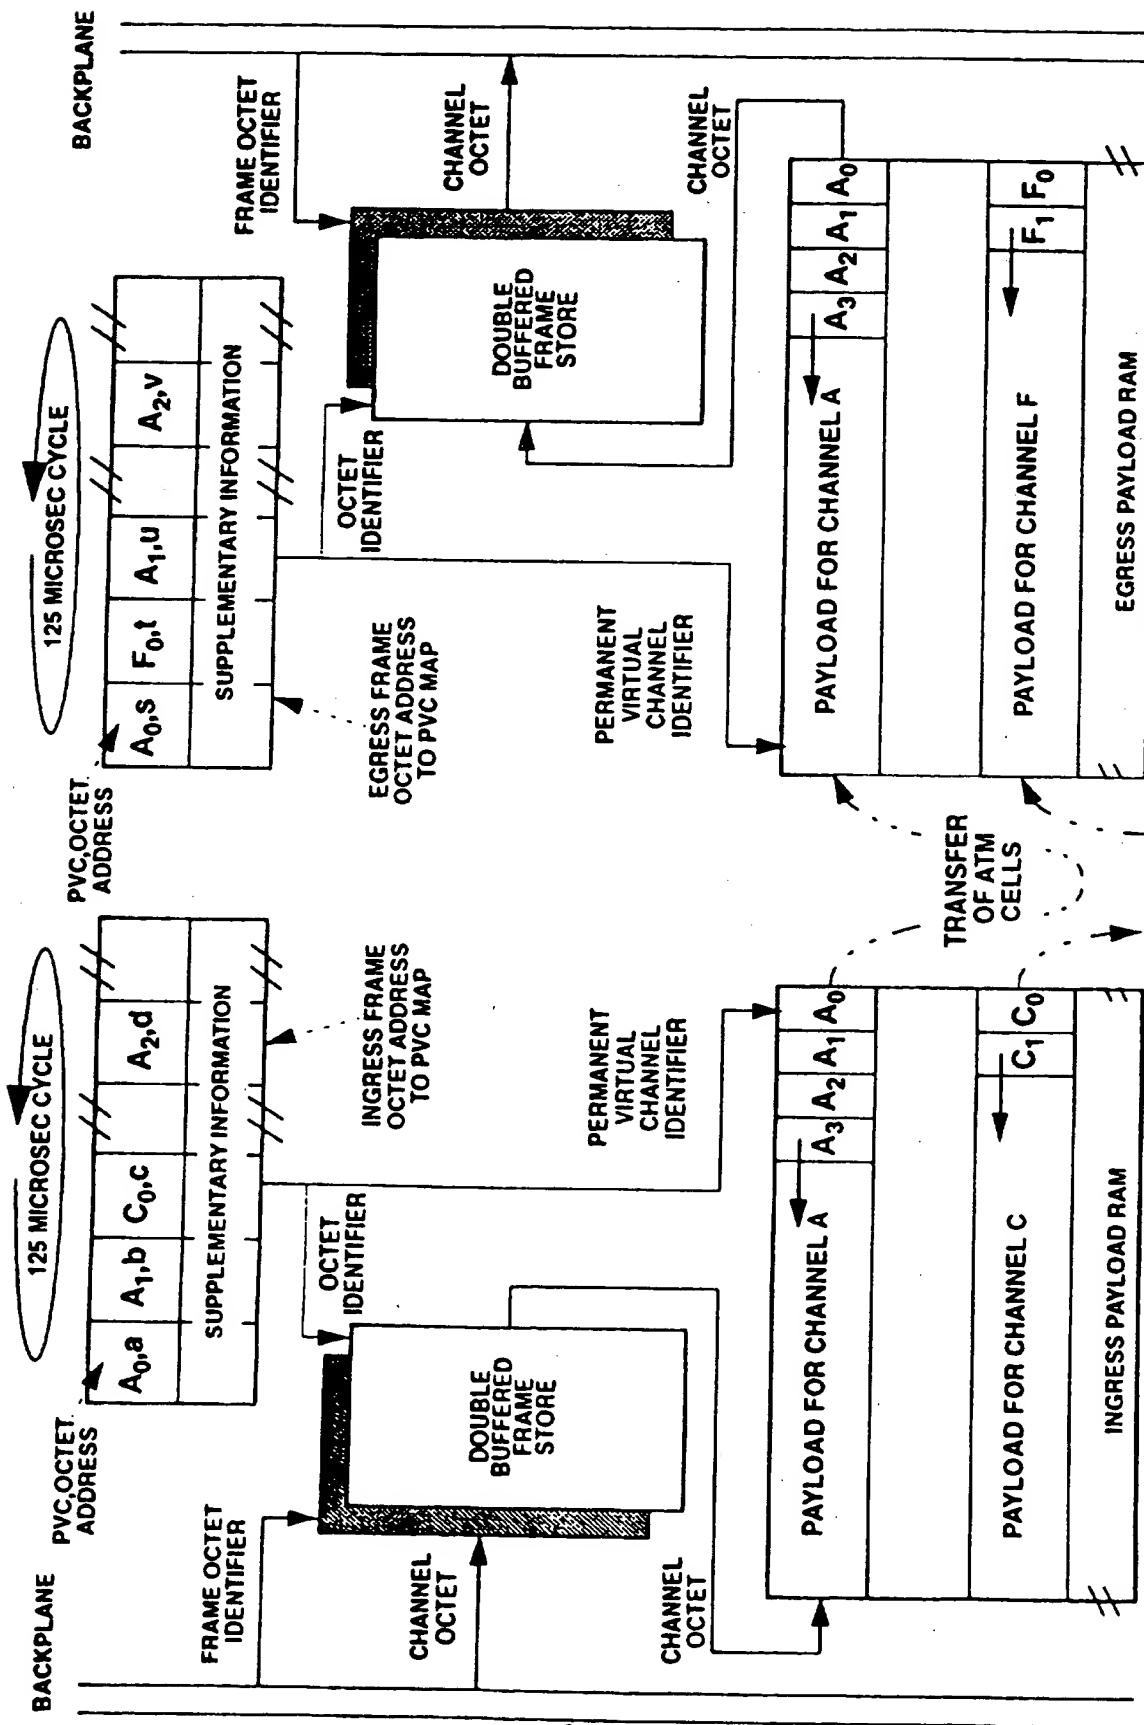 BACKPLANE
FRAME OCTET
IDENTIFIER
CHANNEL
OCTET
CHANNEL
OCTET
PVC,OCTET
ADDRESS
125 MICROSEC CYCLE
A0,a
A1,b
C0,c
A2,d
SUPPLEMENTARY INFORMATION
OCTET
IDENTIFIER
DOUBLE
BUFFERED
FRAME
STORE
INGRESS FRAME
OCTET ADDRESS
TO PVC MAP
PERMANENT
VIRTUAL
CHANNEL
IDENTIFIER
PAYLOAD FOR CHANNEL A
A3
A2
A1
A0
PAYLOAD FOR CHANNEL C
C1
C0
INGRESS PAYLOAD RAM
TRANSFER
OF ATM
CELLS
PVC,OCTET
ADDRESS
125 MICROSEC CYCLE
A0,s
F0,t
A1,u
A2,v
SUPPLEMENTARY INFORMATION
EGRESS FRAME
OCTET ADDRESS
TO PVC MAP
OCTET
IDENTIFIER
DOUBLE
BUFFERED
FRAME
STORE
PERMANENT
VIRTUAL
CHANNEL
IDENTIFIER
PAYLOAD FOR CHANNEL A
A3
A2
A1
A0
PAYLOAD FOR CHANNEL F
F1
F0
EGRESS PAYLOAD RAM
BACKPLANE
FRAME OCTET
IDENTIFIER
CHANNEL
OCTET
CHANNEL
OCTET